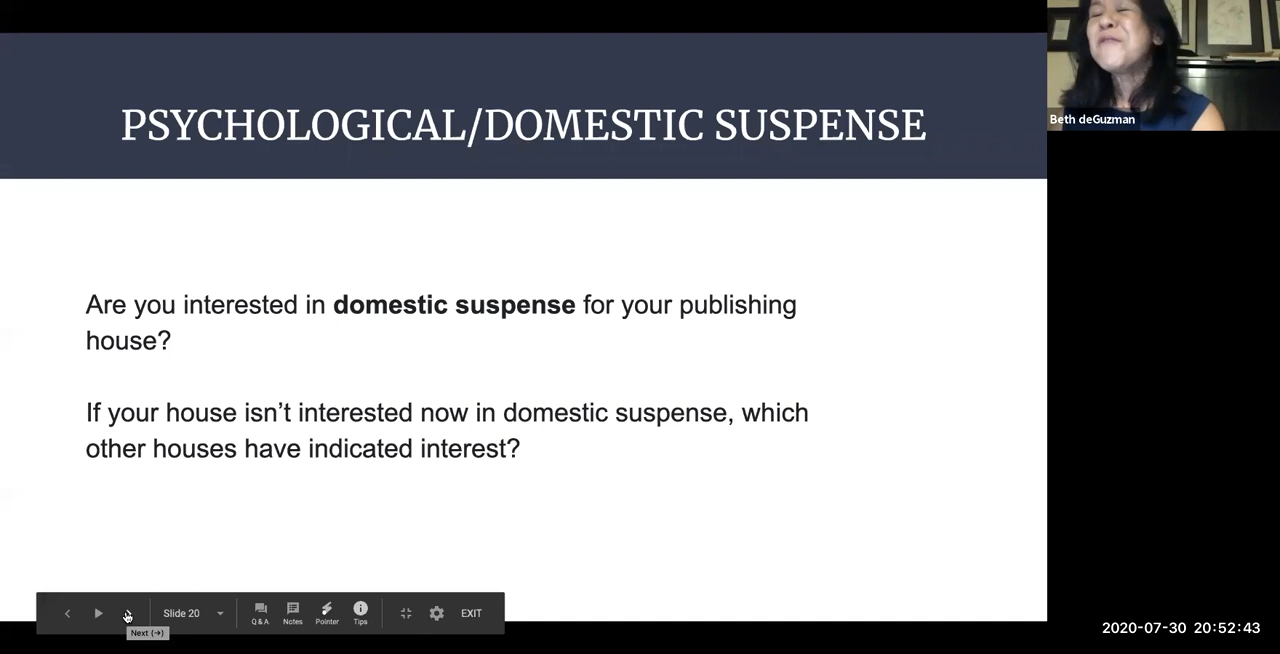 PSYCHOLOGICAL/DOMESTIC SUSPENSE
Beth deGuzman
Are you interested in domestic suspense for your publishing
house?
If your house isn't interested now in domestic suspense, which
other houses have indicated interest?
Slide 20
Q & A
Notes
Pointer
Tips
EXIT
Next (→)
2020-07-30 20:52:43